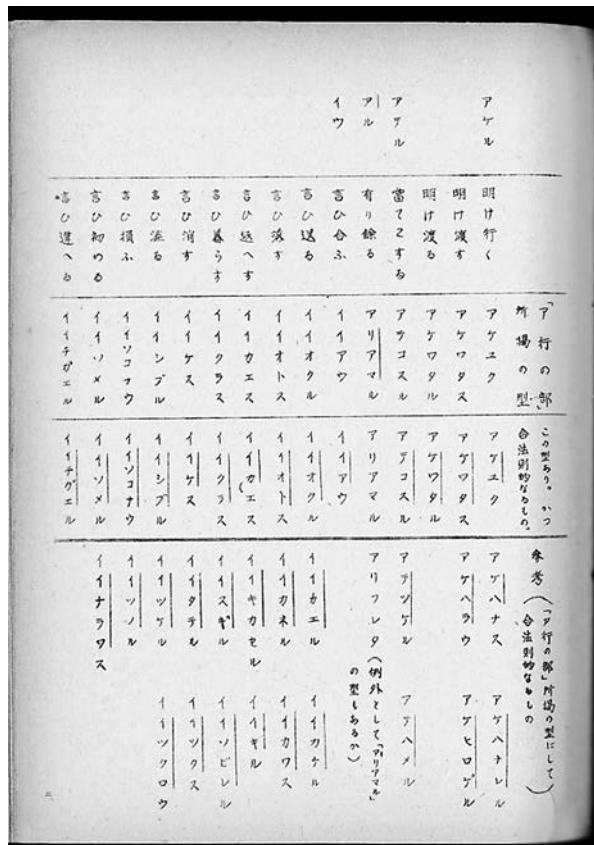 アケル
アテル
アル
イウ
明け行く
明け渡す
明け渡る
當てこする
有り餘る
言ひ合ふ
言ひ送る
言ひ落す
言ひ返へす
言ひ暮らす
言ひ消す
言ひ渋る
言ひ損ふ
言ひ初める
言ひ違へる
「ア行の部」
所揭の型
アケユク
アケワタス
アケワタル
アテコスル
アリアマル
イイアウ
イイオクル
イイオトス
イイカエス
イイクラス
イイケス
イイシブル
イイソコナウ
イイソメル
イイチガエル
この型あり。かつ
合法則的なるもの。
アケユク
アケワタス
アケワタル
アテコスル
アリアマル
イイアウ
イイオクル
イイオトス
イイカエス
イイクラス
イイケス
イイシブル
イイソコナウ
イイソメル
イイチガエル
参考(「ア行の部」所揭の型にして
合法則的なるもの)
アケハナス アケハナレル
アケハラウ アケヒロゲル
アテツケル アテハメル
アリフレタ(例外として「アリアマル」
の型もあるか)
イイカエル イイカケル
イイカネル イイカワス
イイキカセル イイキル
イイスギル イイソビレル
イイタテル イイツクス
イイツケル イイツクロウ
イイツノル
イイナラワス